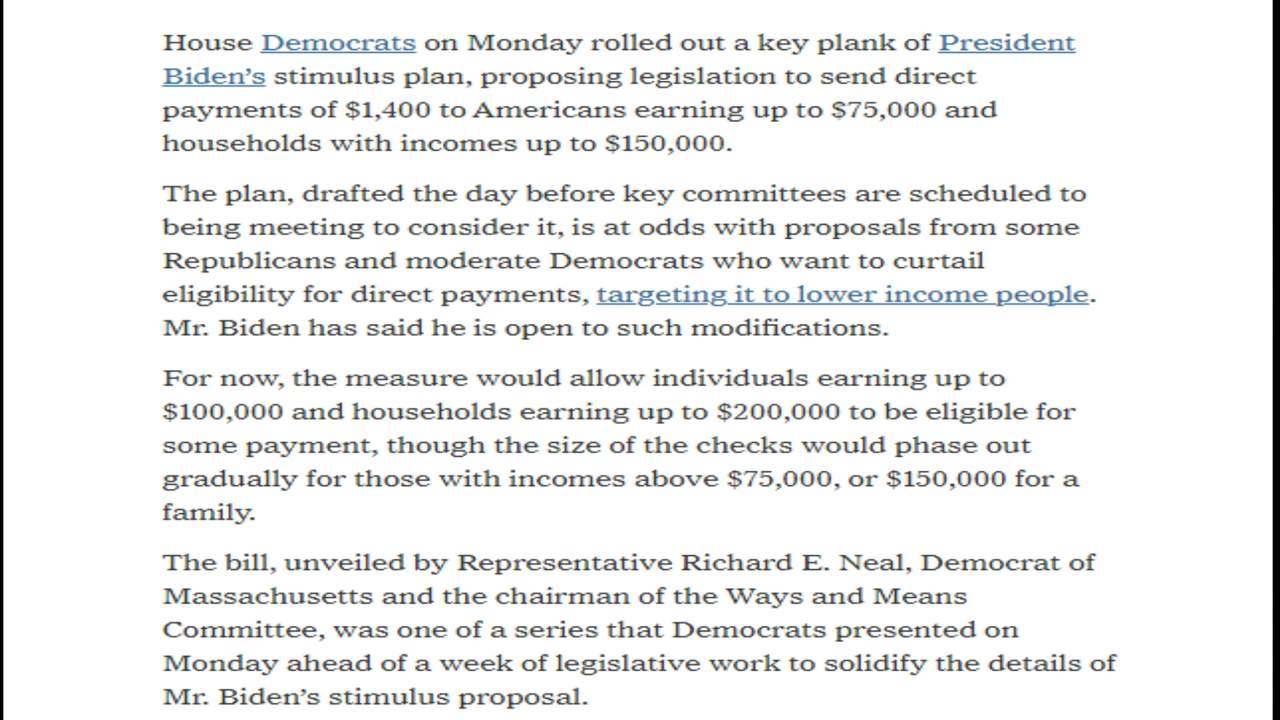 House Democrats on Monday rolled out a key plank of President
Biden’s stimulus plan, proposing legislation to send direct
payments of $1,400 to Americans earning up to $75,000 and
households with incomes up to $150,000.
The plan, drafted the day before key committees are scheduled to
being meeting to consider it, is at odds with proposals from some
Republicans and moderate Democrats who want to curtail
eligibility for direct payments, targeting it to lower income people.
Mr. Biden has said he is open to such modifications.
For now, the measure would allow individuals earning up to
$100,000 and households earning up to $200,000 to be eligible for
some payment, though the size of the checks would phase out
gradually for those with incomes above $75,000, or $150,000 for a
family.
The bill, unveiled by Representative Richard E. Neal, Democrat of
Massachusetts and the chairman of the Ways and Means
Committee, was one of a series that Democrats presented on
Monday ahead of a week of legislative work to solidify the details of
Mr. Biden’s stimulus proposal.